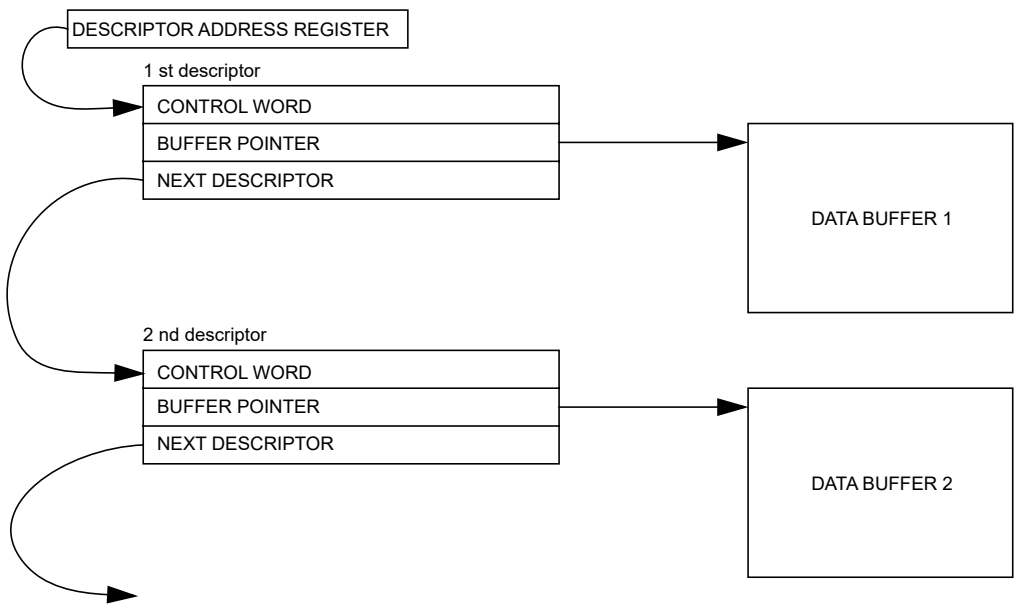 DESCRIPTOR ADDRESS REGISTER
1 st descriptor
CONTROL WORD
BUFFER POINTER
NEXT DESCRIPTOR
DATA BUFFER 1
2 nd descriptor
CONTROL WORD
BUFFER POINTER
NEXT DESCRIPTOR
DATA BUFFER 2